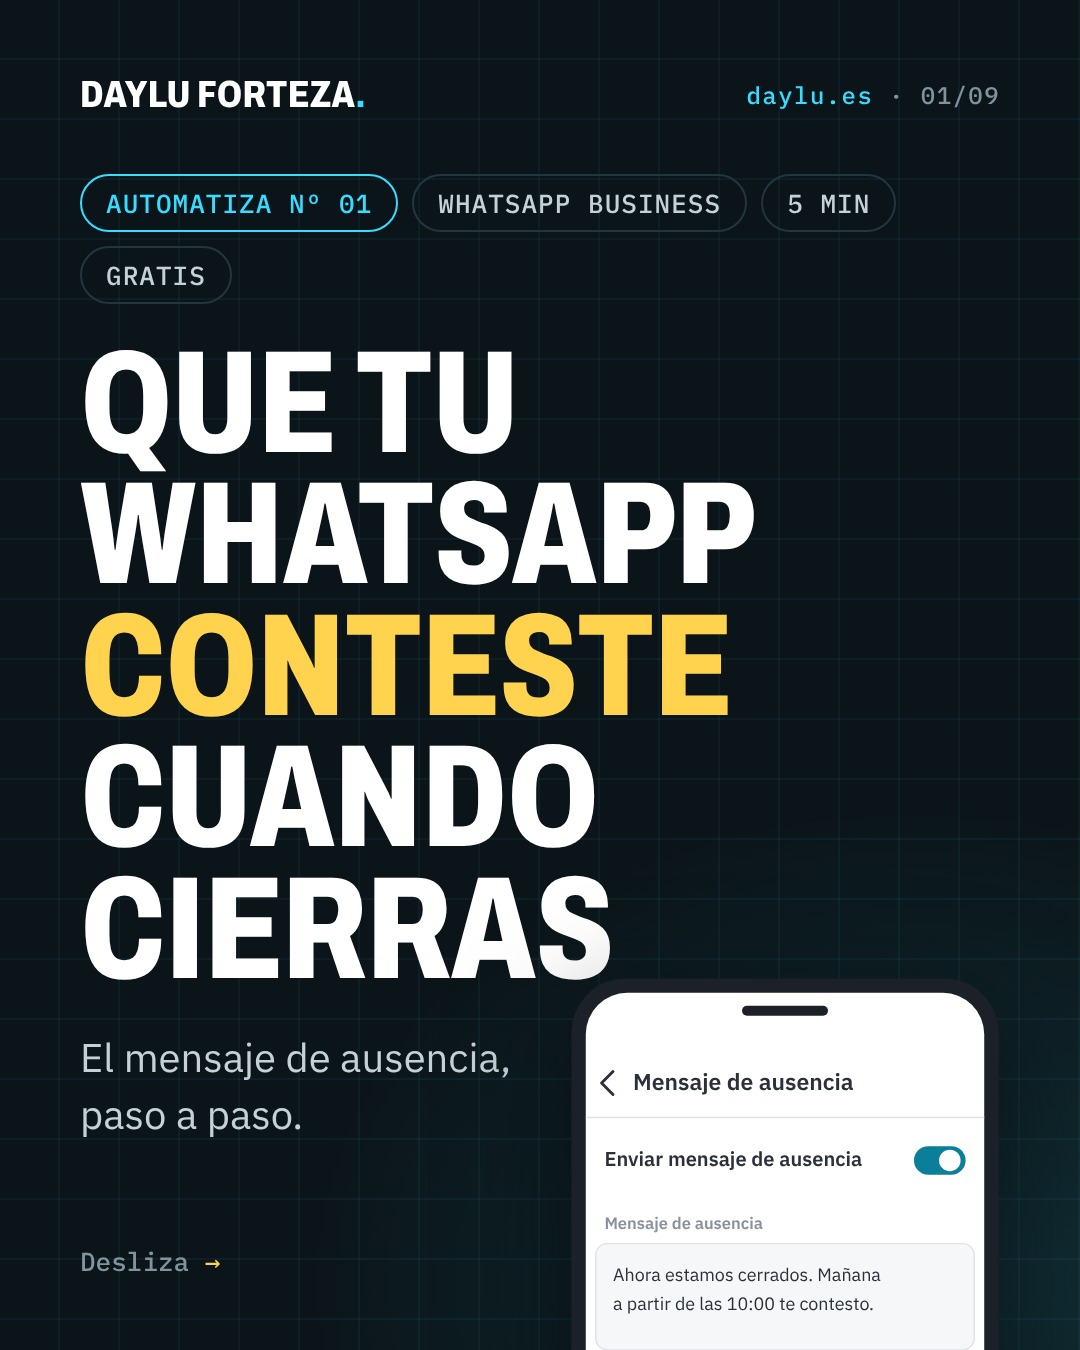 DAYLU FORTEZA.
daylu.es · 01/09
AUTOMATIZA Nº 01
WHATSAPP BUSINESS
5 MIN
GRATIS
QUE TU
WHATSAPP
CONTESTE
CUANDO
CIERRAS
El mensaje de ausencia,
paso a paso.
Desliza →
Mensaje de ausencia
Enviar mensaje de ausencia
Mensaje de ausencia
Ahora estamos cerrados. Mañana
a partir de las 10:00 te contesto.